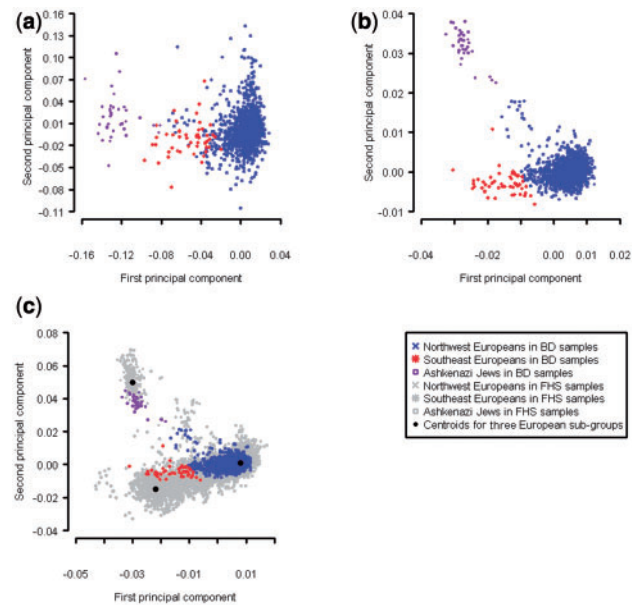 (a)
0.16
0.13
0.10
0.07
0.04
0.01
-0.02
-0.05
-0.08
-0.11
Second principal component
-0.16 -0.12 -0.08 -0.04 0.00 0.04
First principal component
(b)
0.04
0.03
0.02
0.01
0.00
-0.01
Second principal component
-0.04 -0.02 0.00 0.01 0.02
First principal component
(c)
0.08
0.06
0.04
0.02
0.00
-0.02
-0.04
Second principal component
-0.05 -0.03 -0.01 0.01
First principal component
Northwest Europeans in BD samples
Southeast Europeans in BD samples
Ashkenazi Jews in BD samples
Northwest Europeans in FHS samples
Southeast Europeans in FHS samples
Ashkenazi Jews in FHS samples
Centroids for three European sub-groups